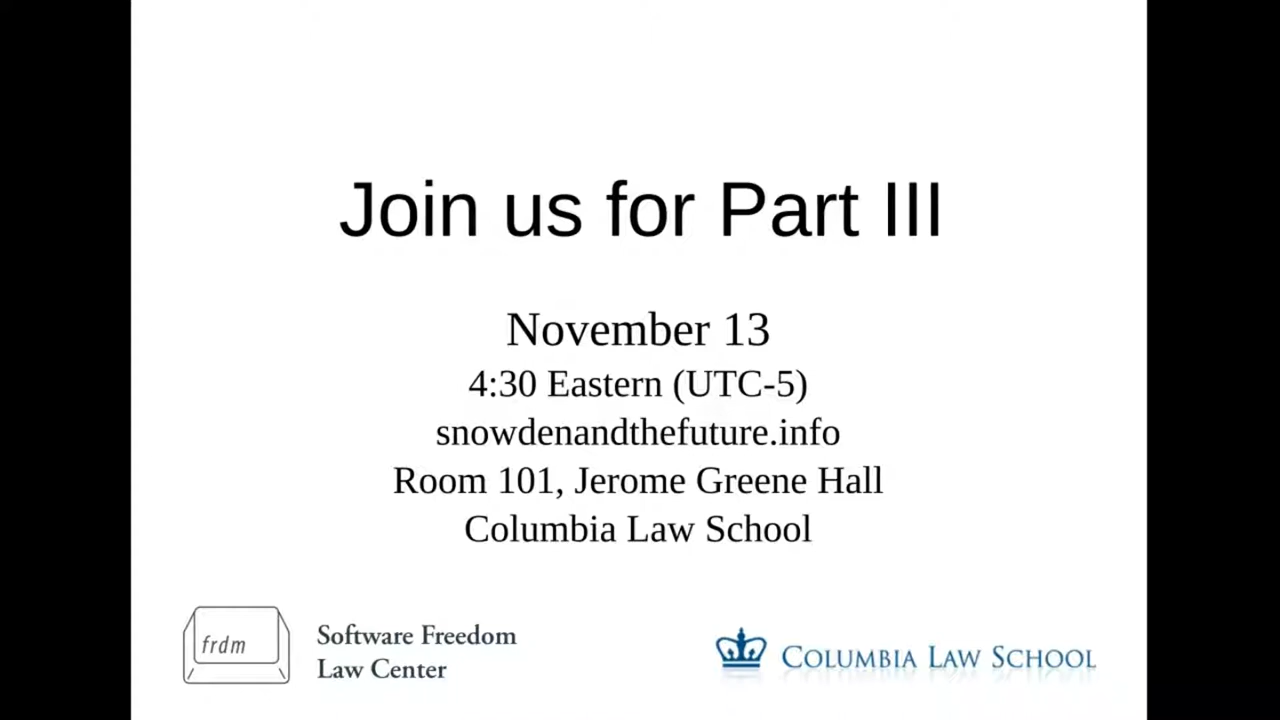 Join us for Part III
November 13
4:30 Eastern (UTC-5)
snowdenandthefuture.info
Room 101, Jerome Greene Hall
Columbia Law School
frdm
Software Freedom
Law Center
COLUMBIA LAW SCHOOL